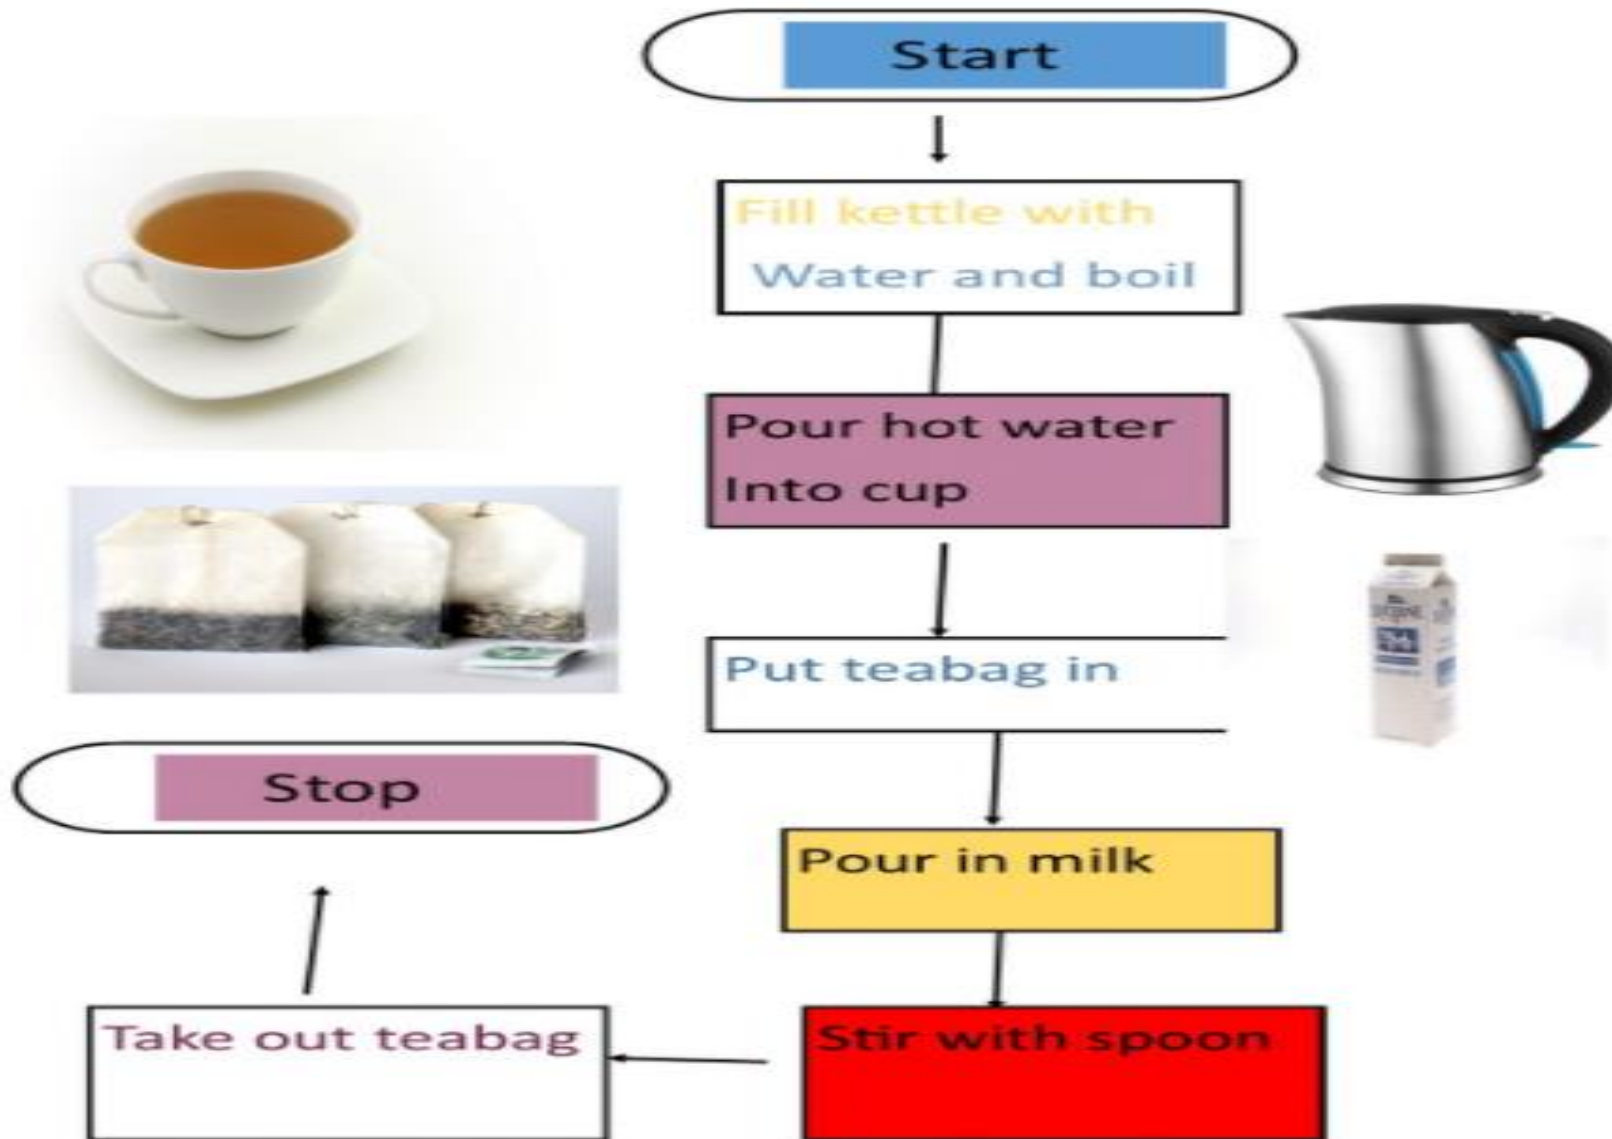 Start
Fill kettle with
Water and boil
Pour hot water
Into cup
Put teabag in
Pour in milk
Stir with spoon
Take out teabag
Stop